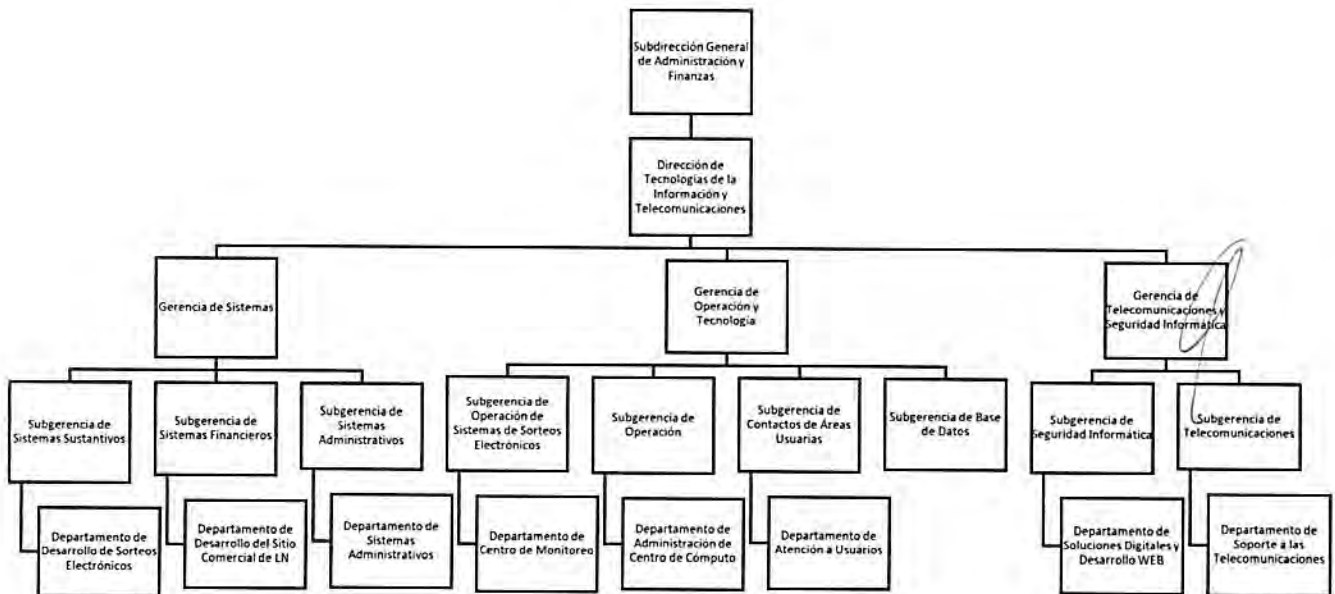 Subdirección General
de Administración y
Finanzas
Dirección de
Tecnologías de la
Información y
Telecomunicaciones
Gerencia de Sistemas
Gerencia de
Operación y
Tecnología
Gerencia de
Telecomunicaciones y
Seguridad Informática
Subgerencia de
Sistemas Sustantivos
Subgerencia de
Sistemas Financieros
Subgerencia de
Sistemas
Administrativos
Subgerencia de
Operación de
Sistemas de Sorteos
Electrónicos
Subgerencia de
Operación
Subgerencia de
Contactos de Áreas
Usuarias
Subgerencia de Base
de Datos
Subgerencia de
Seguridad Informática
Subgerencia de
Telecomunicaciones
Departamento de
Desarrollo de Sorteos
Electrónicos
Departamento de
Desarrollo del Sitio
Comercial de LN
Departamento de
Sistemas
Administrativos
Departamento de
Centro de Monitoreo
Departamento de
Administración de
Centro de Cómputo
Departamento de
Atención a Usuarios
Departamento de
Soluciones Digitales y
Desarrollo WEB
Departamento de
Soporte a las
Telecomunicaciones